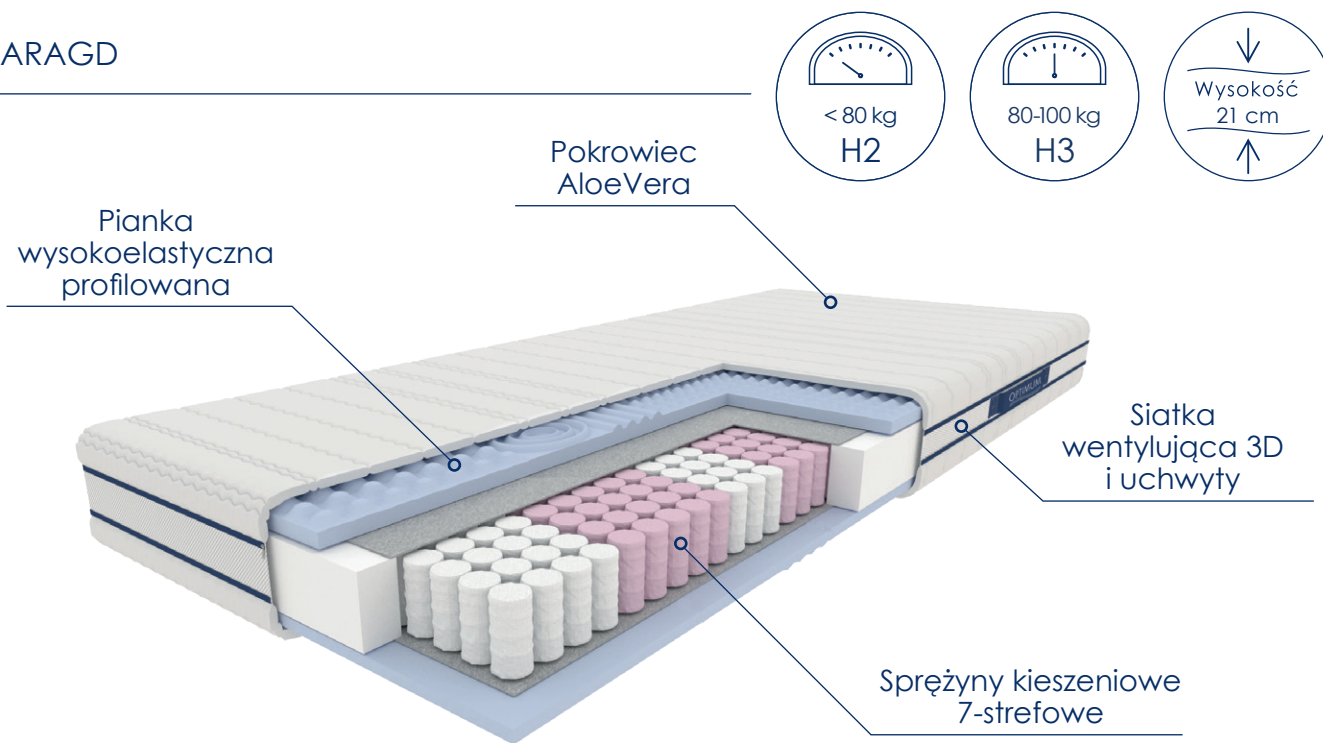 ARAGD
< 80 kg
H2
80-100 kg
H3
Wysokość
21 cm
Pokrowiec
AloeVera
Pianka
wysokoelastyczna
profilowana
OPTIMUM
Siatka
wentylująca 3D
i uchwyty
Sprężyny kieszeniowe
7-strefowe